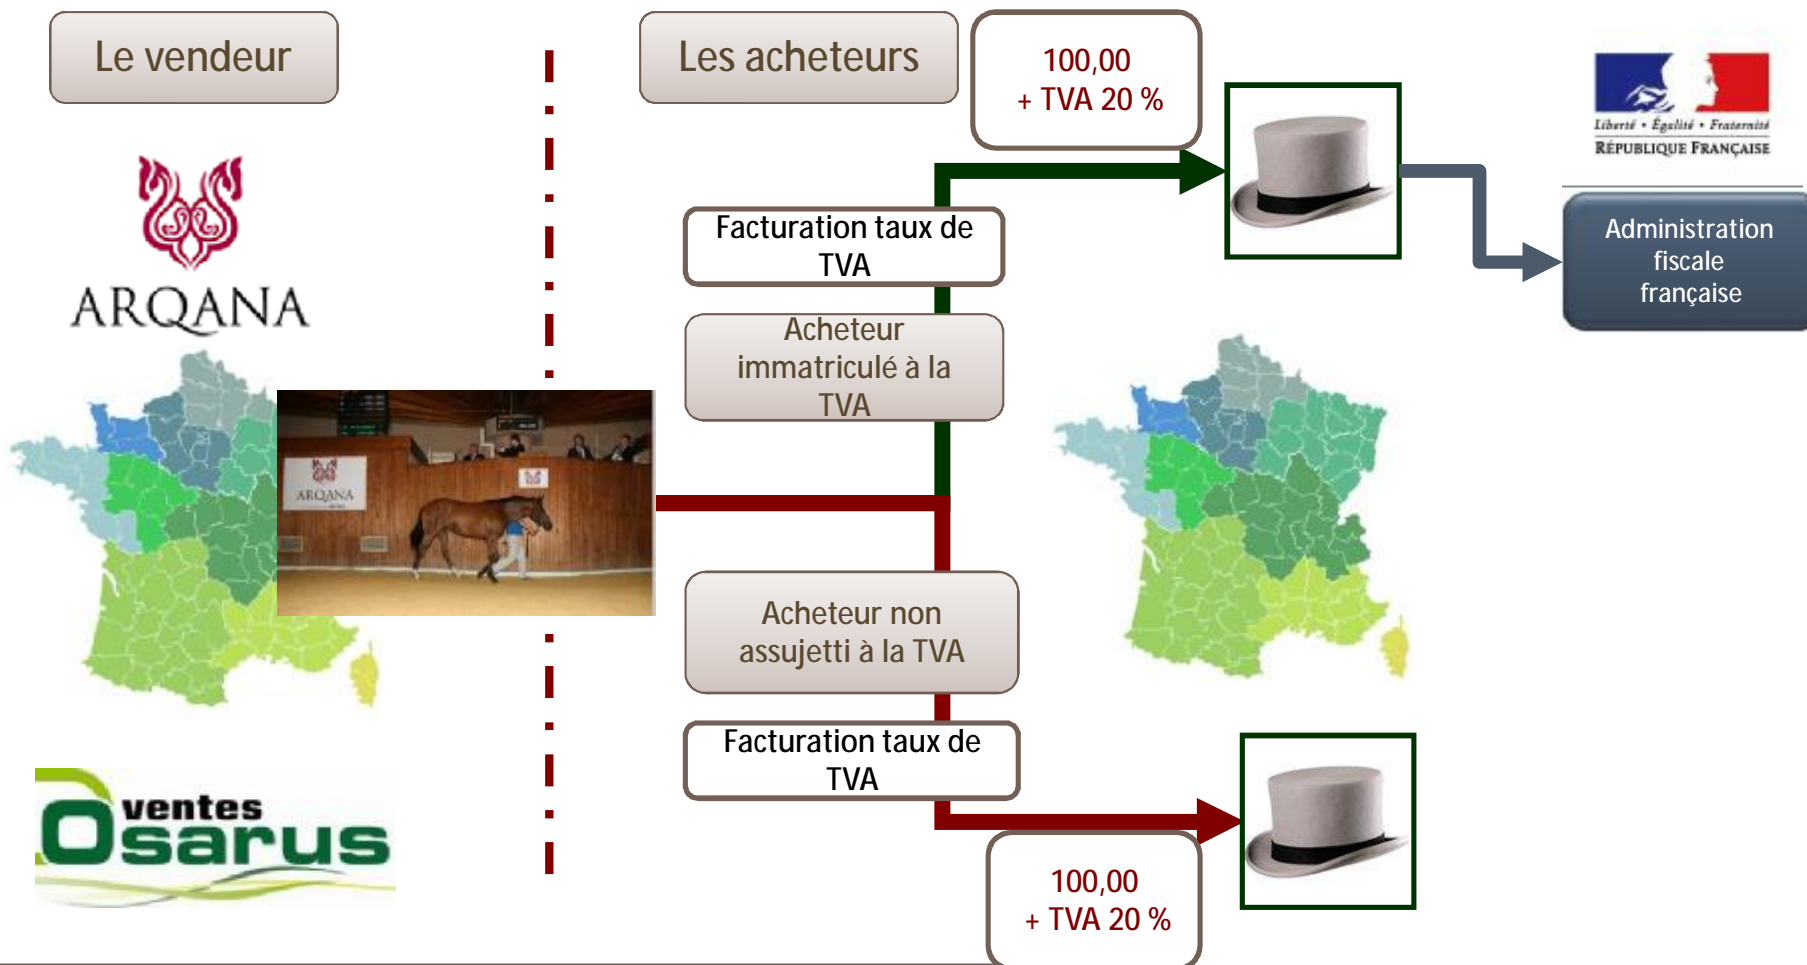 Le vendeur
Les acheteurs
100,00
+ TVA 20 %
Liberté • Égalité • Fraternité
RÉPUBLIQUE FRANÇAISE
Administration
fiscale
française
ARQANA
Facturation taux de
TVA
Acheteur
immatriculé à la
TVA
ARQANA
Acheteur non
assujetti à la TVA
Facturation taux de
TVA
100,00
+ TVA 20 %
ventes
Osarus